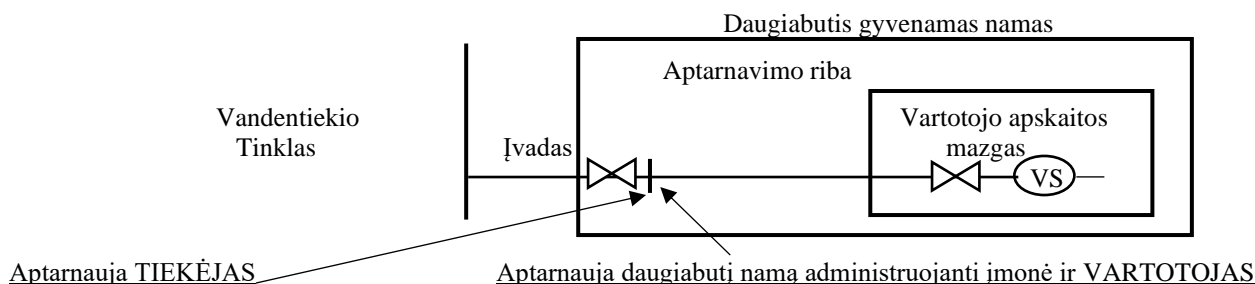 Daugiabutis gyvenamas namas
Aptarnavimo riba
Vandentiekio
Tinklas
Įvadas
Vartotojo apskaitos
mazgas
VS
Aptarnauja TIEKĖJAS
Aptarnauja daugiabutį namą administruojanti įmonė ir VARTOTOJAS